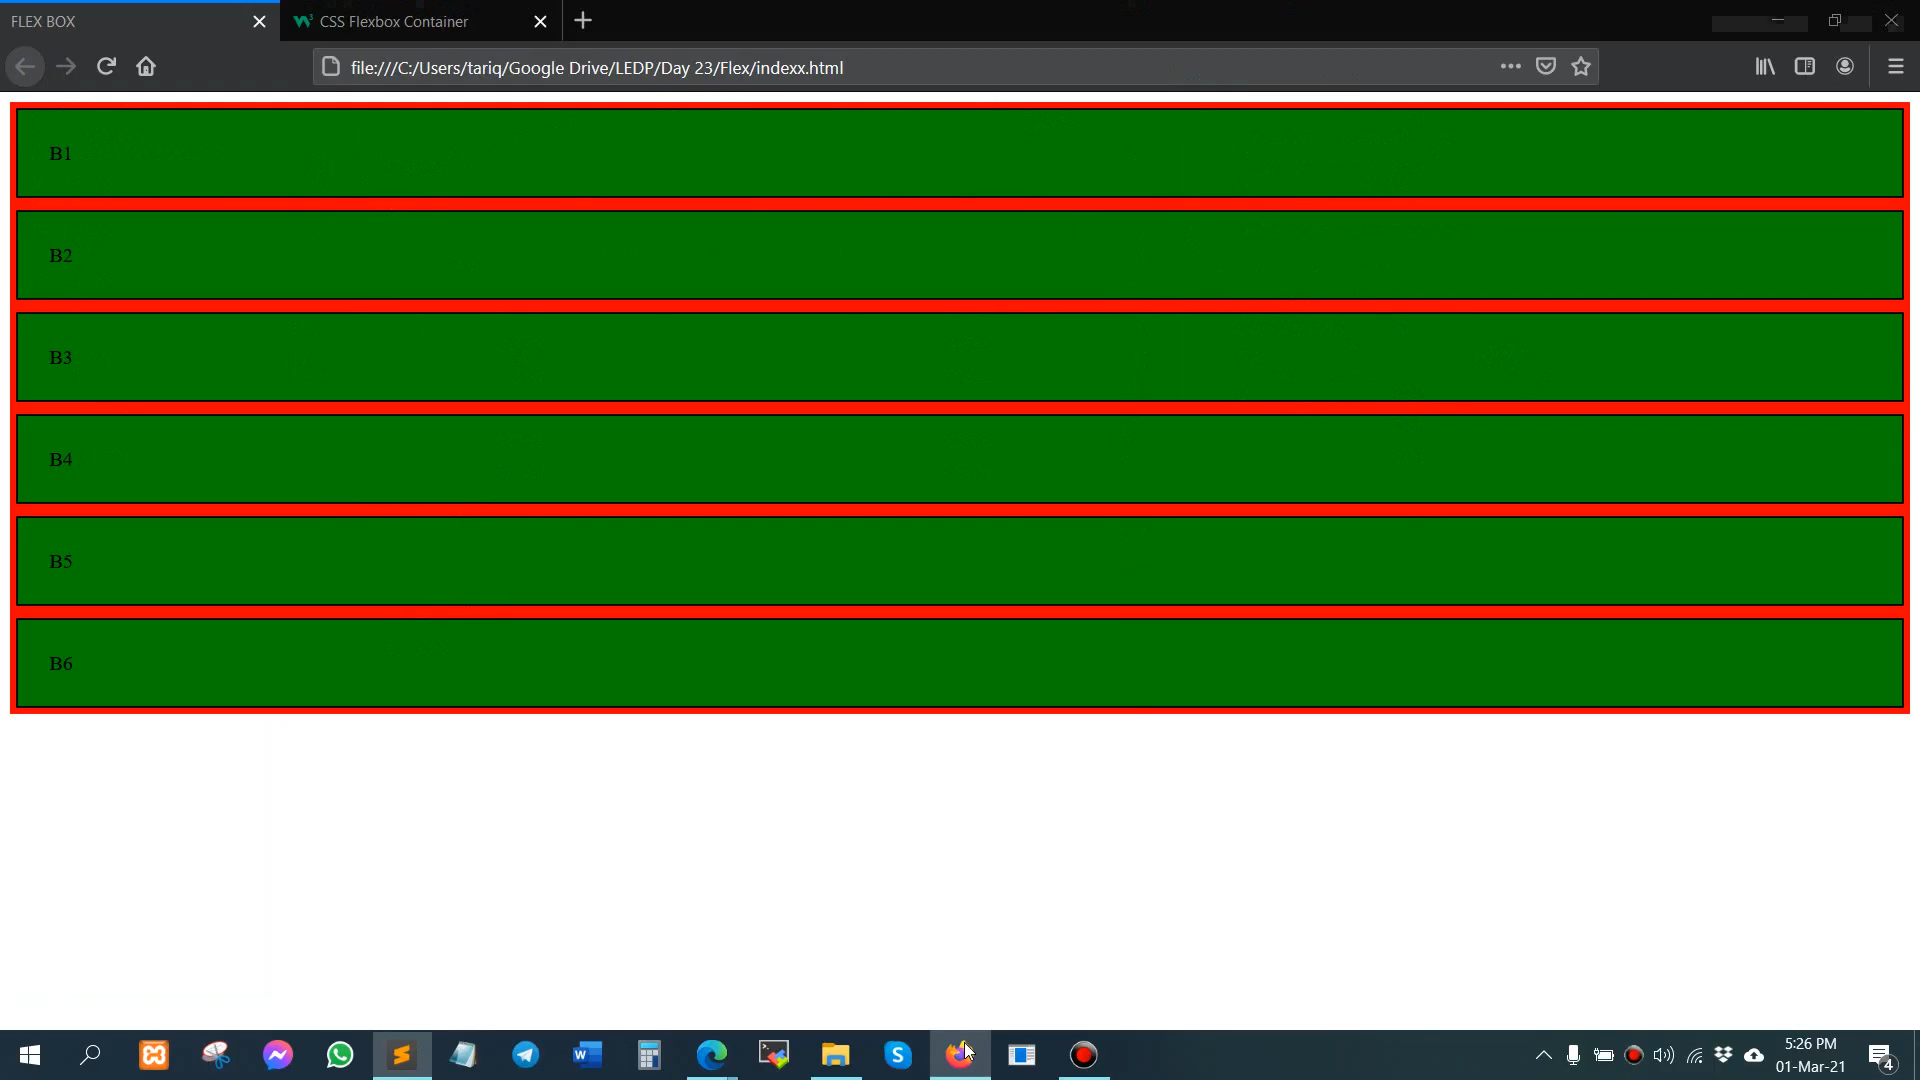 FLEX BOX
CSS Flexbox Container
file:///C:/Users/tariq/Google Drive/LEDP/Day 23/Flex/indexx.html
B1
B2
B3
B4
B5
B6
5:26 PM
01-Mar-21
4